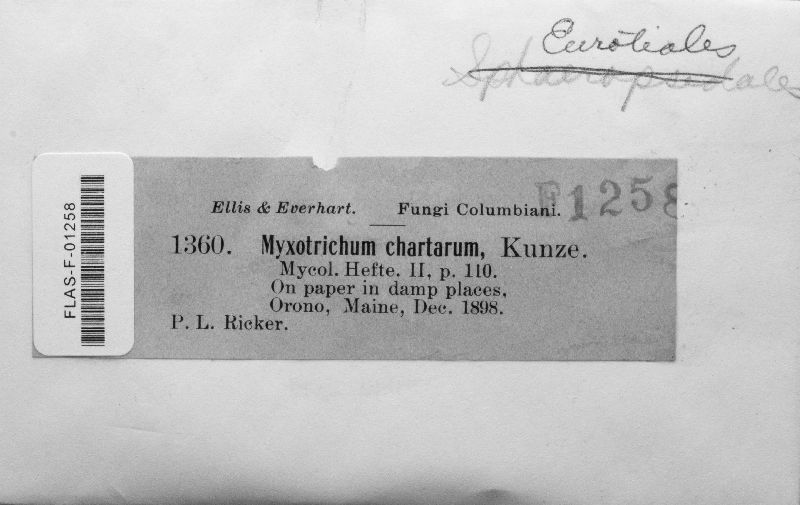 Eurotiales
Sphaeropsidales
F1258
FLAS-F-01258
Ellis & Everhart. Fungi Columbiani.
1360. Myxotrichum chartarum, Kunze.
Mycol. Hefte. II, p. 110.
On paper in damp places,
Orono, Maine, Dec. 1898.
P. L. Ricker.